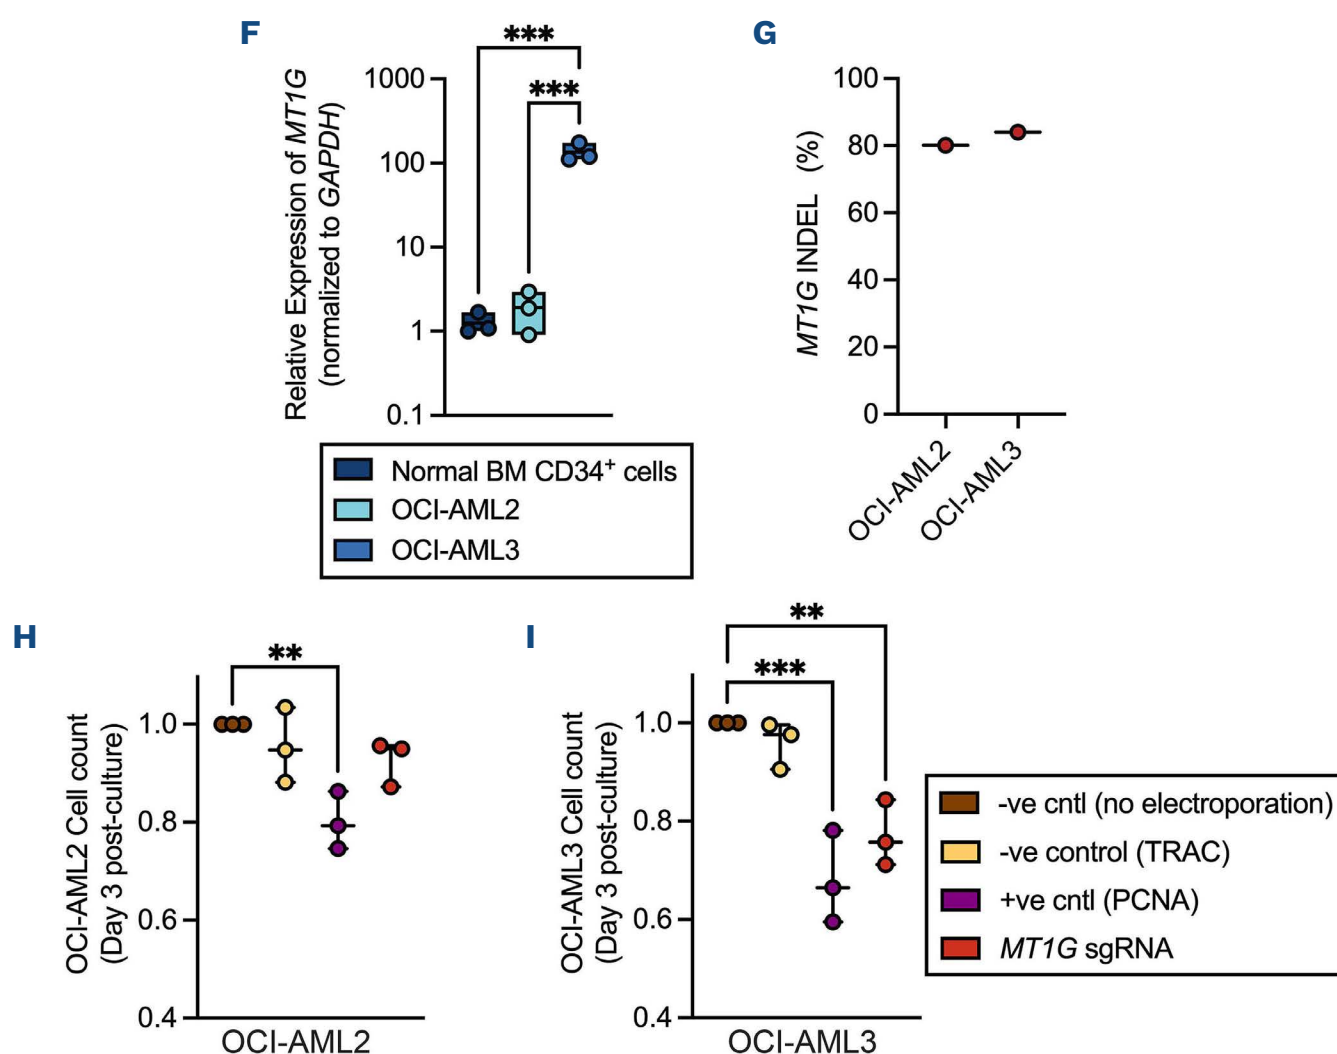 F
***
***
Relative Expression of MT1G
(normalized to GAPDH)
1000
100
10
1
0.1
Normal BM CD34⁺ cells
OCI-AML2
OCI-AML3
G
MT1G INDEL (%)
100
80
60
40
20
0
OCI-AML2
OCI-AML3
H
**
OCI-AML2 Cell count
(Day 3 post-culture)
1.0
0.8
0.6
0.4
OCI-AML2
I
**
***
OCI-AML3 Cell count
(Day 3 post-culture)
1.0
0.8
0.6
0.4
OCI-AML3
-ve cntl (no electroporation)
-ve control (TRAC)
+ve cntl (PCNA)
MT1G sgRNA